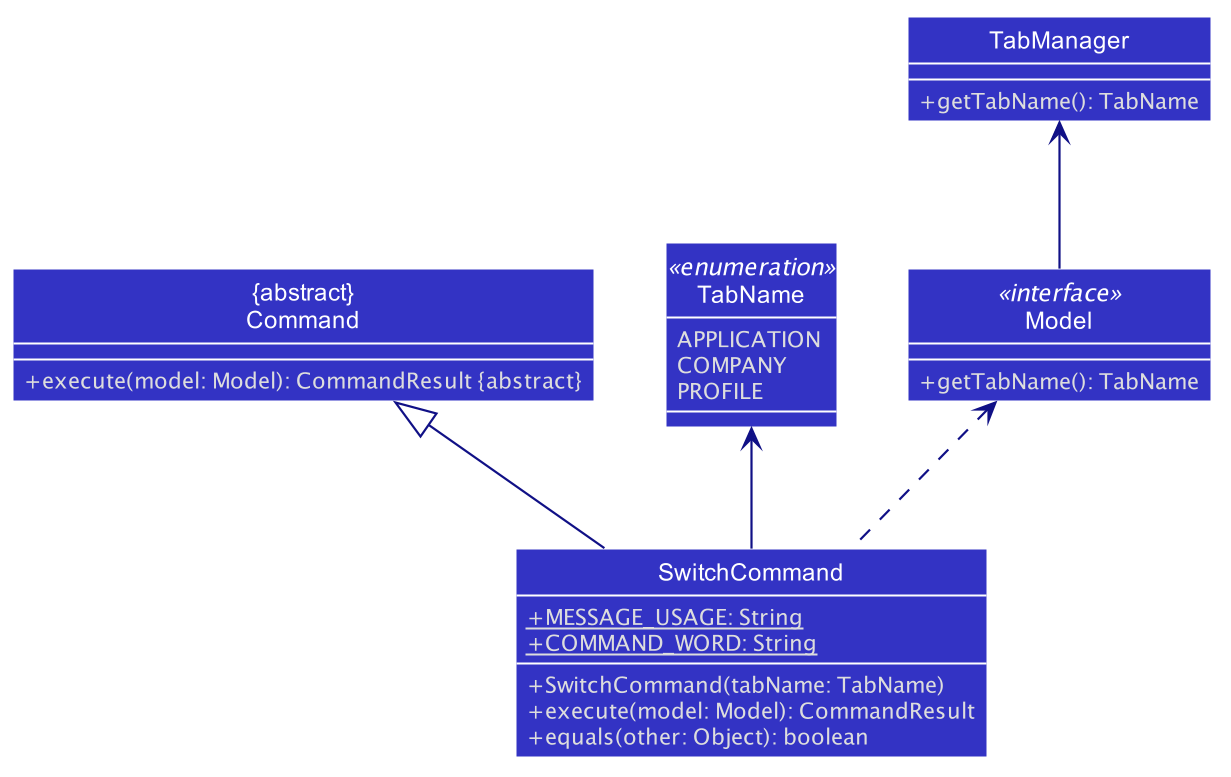 TabManager
+getTabName(): TabName
{abstract}
Command
+execute(model: Model): CommandResult {abstract}
«enumeration»
TabName
APPLICATION
COMPANY
PROFILE
«interface»
Model
+getTabName(): TabName
SwitchCommand
+MESSAGE_USAGE: String
+COMMAND_WORD: String
+SwitchCommand(tabName: TabName)
+execute(model: Model): CommandResult
+equals(other: Object): boolean